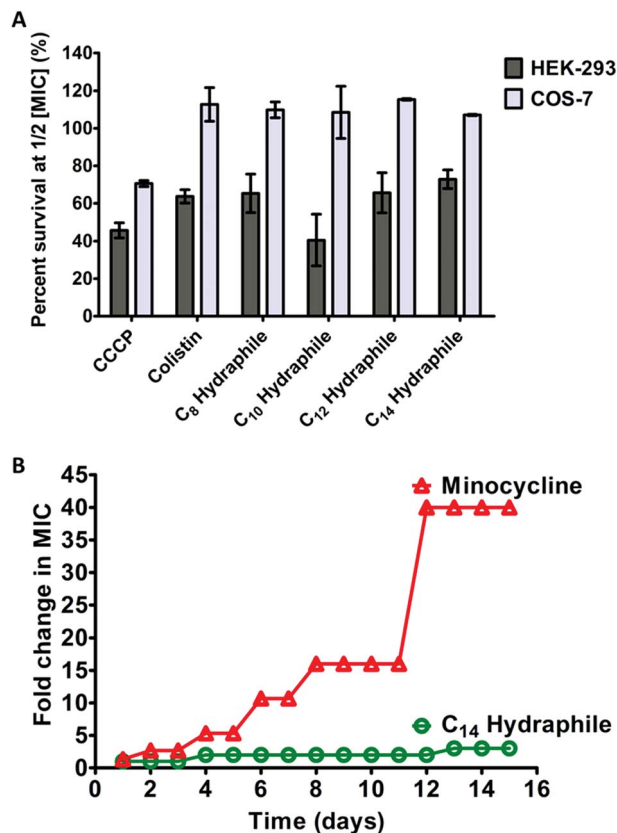 A
Percent survival at 1/2 [MIC] (%)
140
120
100
80
60
40
20
0
HEK-293
COS-7
CCCP
Colistin
C₈ Hydraphile
C₁₀ Hydraphile
C₁₂ Hydraphile
C₁₄ Hydraphile
B
Fold change in MIC
45
40
35
30
25
20
15
10
5
0
Minocycline
C₁₄ Hydraphile
0 2 4 6 8 10 12 14 16
Time (days)